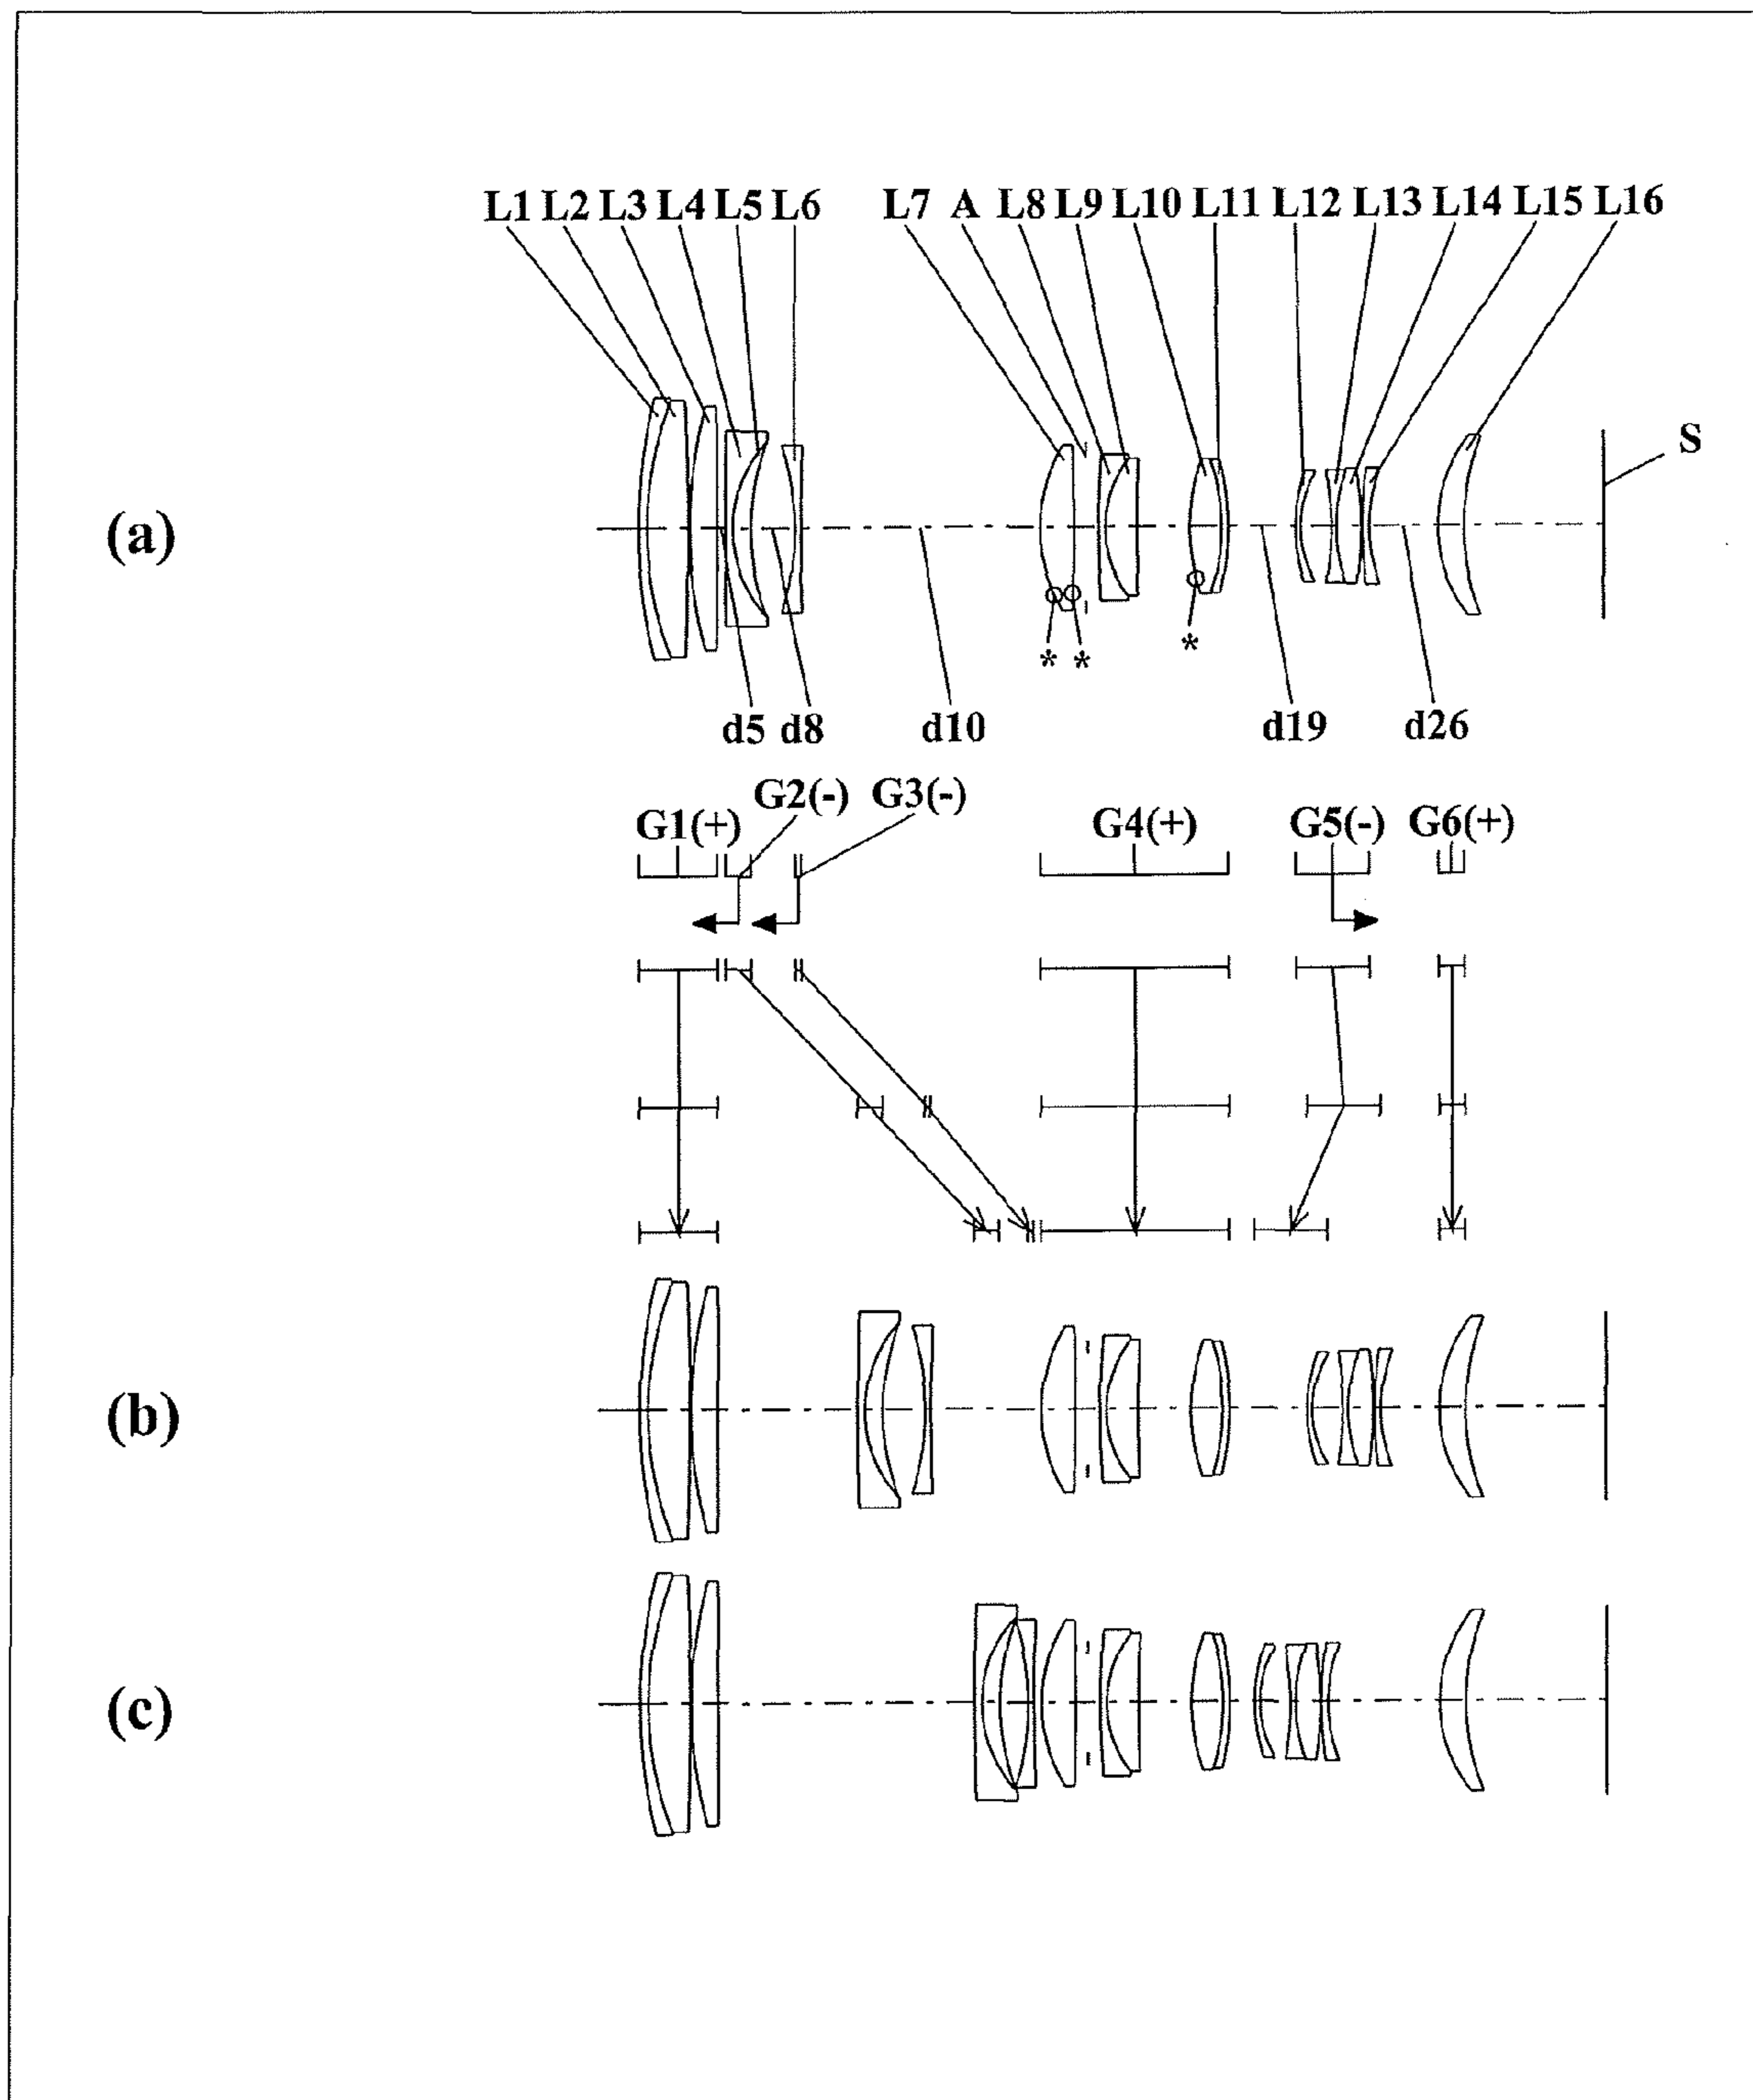 L1 L2 L3 L4 L5 L6 L7 A L8 L9 L10 L11 L12 L13 L14 L15 L16
S
(a)
* * *
d5 d8 d10 d19 d26
G2(-) G3(-)
G1(+) G4(+) G5(-) G6(+)
(b)
(c)